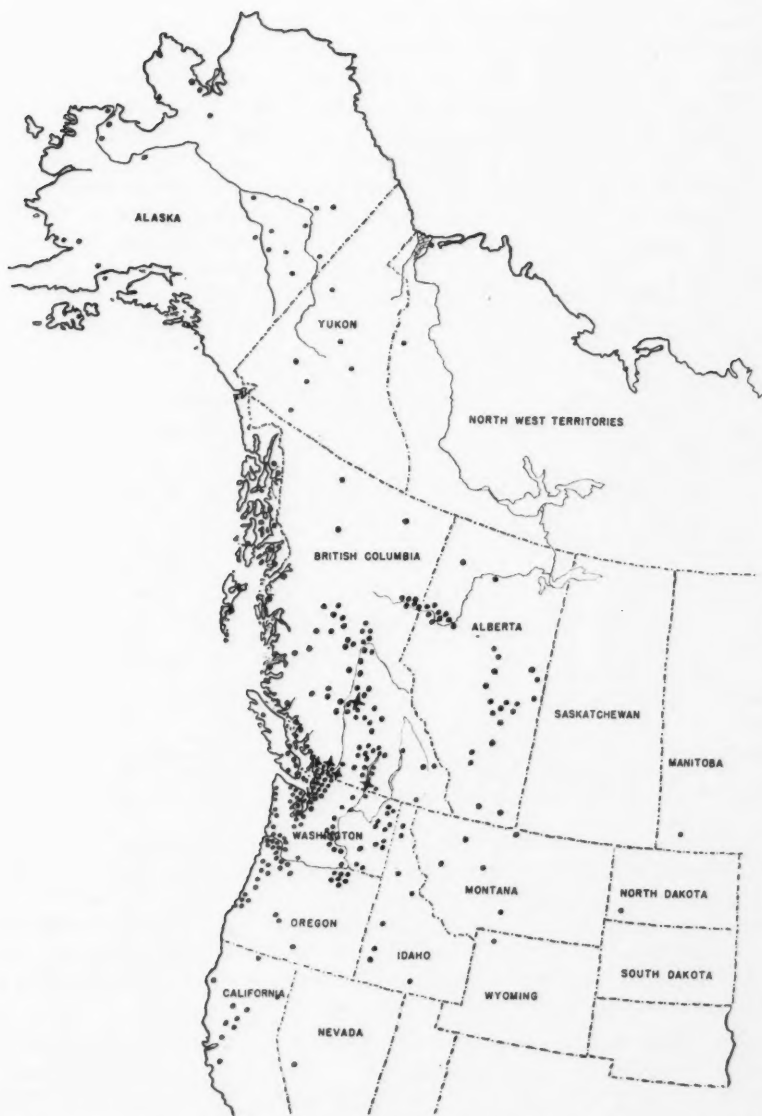 ALASKA
YUKON
NORTH WEST TERRITORIES
BRITISH COLUMBIA
ALBERTA
SASKATCHEWAN
MANITOBA
WASHINGTON
MONTANA
NORTH DAKOTA
OREGON
IDAHO
SOUTH DAKOTA
CALIFORNIA
WYOMING
NEVADA